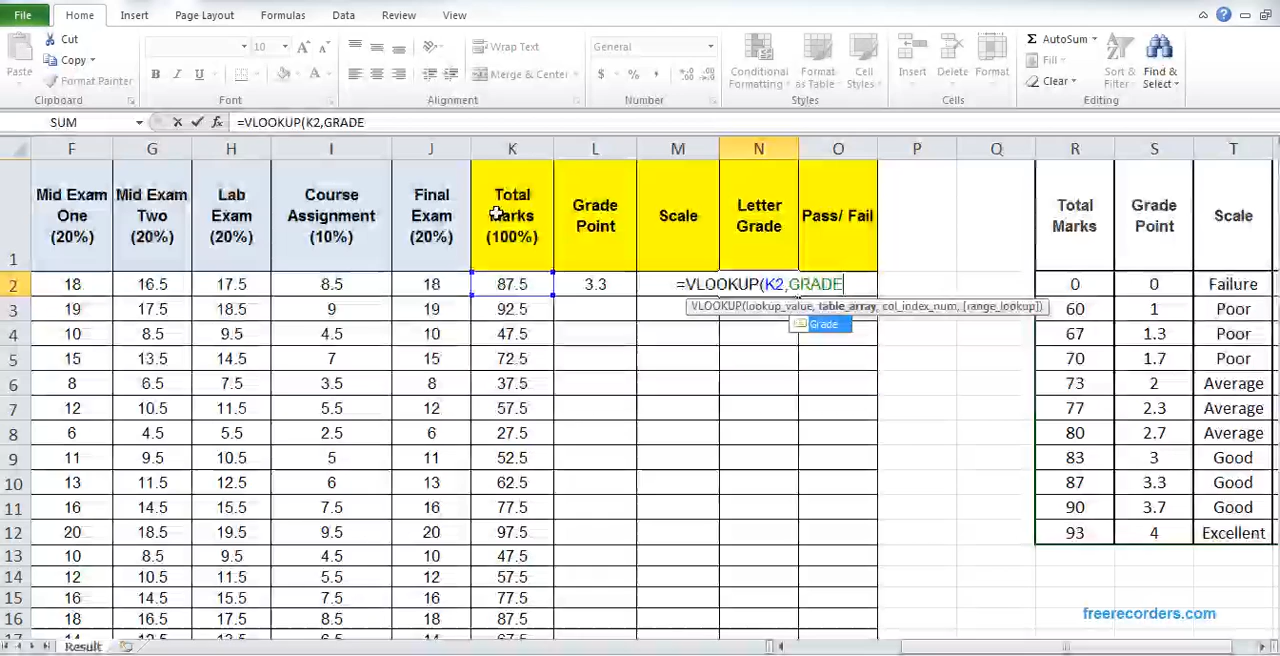 File Home Insert Page Layout Formulas Data Review View
Cut
Copy
Format Painter
Paste
Clipboard
10
B I U
Font
Wrap Text
Merge & Center
Alignment
General
$ % ,
Number
Conditional Formatting
Format as Table
Cell Styles
Styles
Insert Delete Format
Cells
AutoSum
Fill
Clear
Sort & Filter
Find & Select
Editing
SUM =VLOOKUP(K2,GRADE
F G H I J K L M N O P Q R S T
1 Mid Exam One (20%) Mid Exam Two (20%) Lab Exam (20%) Course Assignment (10%) Final Exam (20%) Total Marks (100%) Grade Point Scale Letter Grade Pass/ Fail Total Marks Grade Point Scale
2 18 16.5 17.5 8.5 18 87.5 3.3 =VLOOKUP(K2,GRADE 0 0 Failure
VLOOKUP(lookup_value, table_array, col_index_num, [range_lookup])
Grade
3 19 17.5 18.5 9 19 92.5 60 1 Poor
4 10 8.5 9.5 4.5 10 47.5 67 1.3 Poor
5 15 13.5 14.5 7 15 72.5 70 1.7 Poor
6 8 6.5 7.5 3.5 8 37.5 73 2 Average
7 12 10.5 11.5 5.5 12 57.5 77 2.3 Average
8 6 4.5 5.5 2.5 6 27.5 80 2.7 Average
9 11 9.5 10.5 5 11 52.5 83 3 Good
10 13 11.5 12.5 6 13 62.5 87 3.3 Good
11 16 14.5 15.5 7.5 16 77.5 90 3.7 Good
12 20 18.5 19.5 9.5 20 97.5 93 4 Excellent
13 10 8.5 9.5 4.5 10 47.5
14 12 10.5 11.5 5.5 12 57.5
15 16 14.5 15.5 7.5 16 77.5
16 18 16.5 17.5 8.5 18 87.5
freerecorders.com
Result